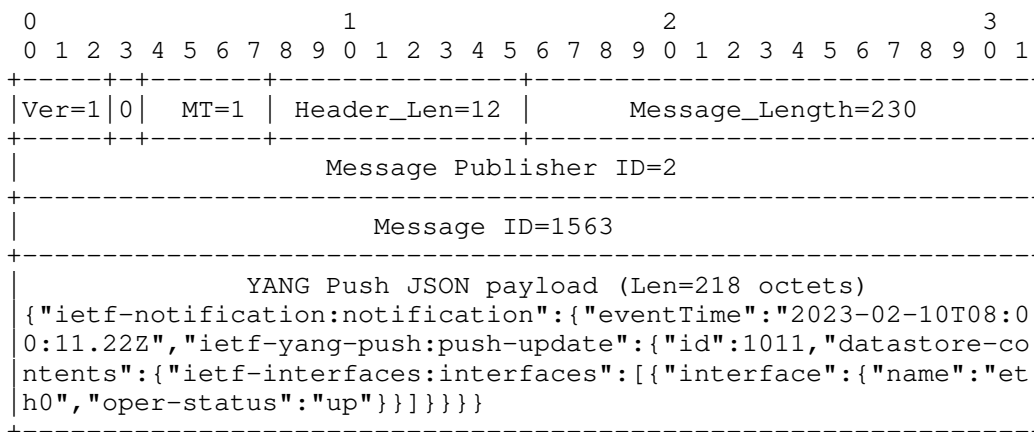 0                   1                   2                   3
0 1 2 3 4 5 6 7 8 9 0 1 2 3 4 5 6 7 8 9 0 1 2 3 4 5 6 7 8 9 0 1
Ver=1|0| MT=1 | Header_Len=12 | Message_Length=230
Message Publisher ID=2
Message ID=1563
YANG Push JSON payload (Len=218 octets)
{"ietf-notification:notification":{"eventTime":"2023-02-10T08:0
0:11.22Z","ietf-yang-push:push-update":{"id":1011,"datastore-co
ntents":{"ietf-interfaces:interfaces":[{"interface":{"name":"et
h0","oper-status":"up"}}]}}}}